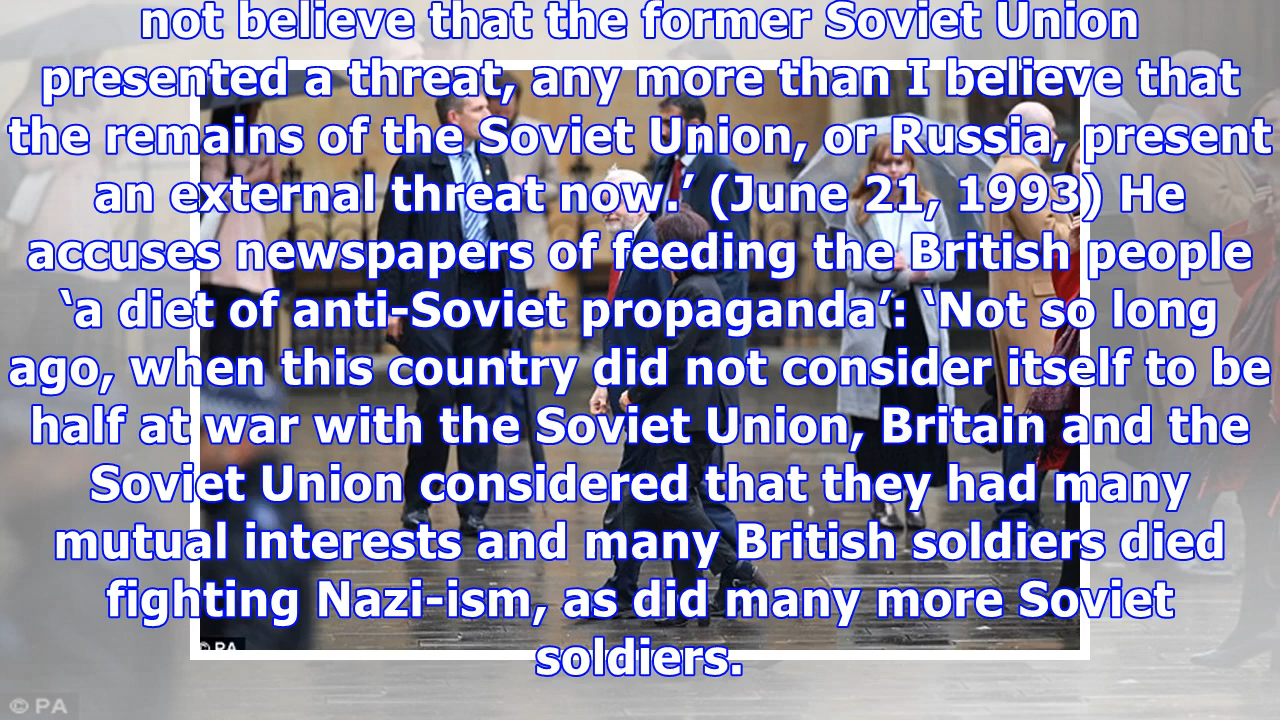 not believe that the former Soviet Union
presented a threat, any more than I believe that
the remains of the Soviet Union, or Russia, present
an external threat now.’ (June 21, 1993) He
accuses newspapers of feeding the British people
‘a diet of anti-Soviet propaganda’: ‘Not so long
ago, when this country did not consider itself to be
half at war with the Soviet Union, Britain and the
Soviet Union considered that they had many
mutual interests and many British soldiers died
fighting Nazi-ism, as did many more Soviet
soldiers.
© PA
© PA